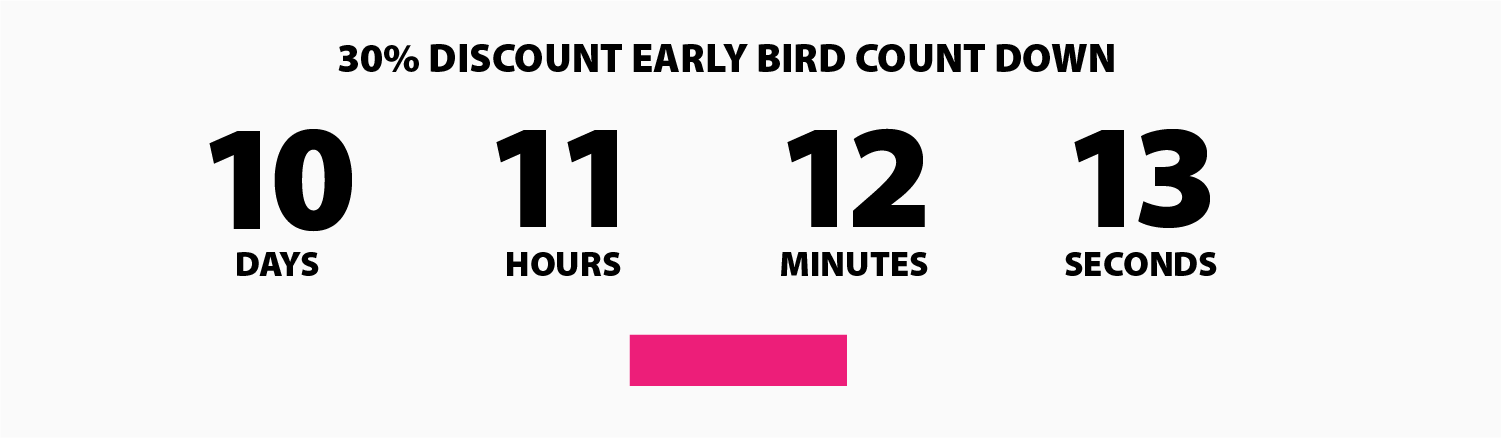 30% DISCOUNT EARLY BIRD COUNT DOWN
10 11 12 13
DAYS HOURS MINUTES SECONDS